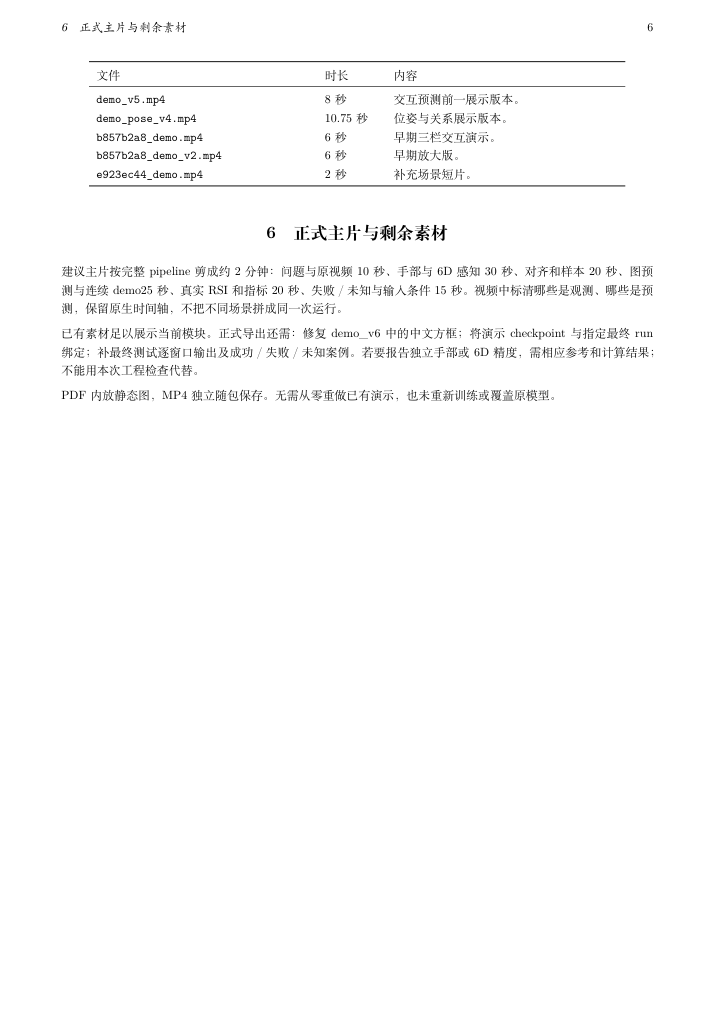 6 正式主片与剩余素材 6
文件 时长 内容
demo_v5.mp4 8 秒 交互预测前一展示版本。
demo_pose_v4.mp4 10.75 秒 位姿与关系展示版本。
b857b2a8_demo.mp4 6 秒 早期三栏交互演示。
b857b2a8_demo_v2.mp4 6 秒 早期放大版。
e923ec44_demo.mp4 2 秒 补充场景短片。
6 正式主片与剩余素材
建议主片按完整 pipeline 剪成约 2 分钟：问题与原视频 10 秒、手部与 6D 感知 30 秒、对齐和样本 20 秒、图预
测与连续 demo25 秒、真实 RSI 和指标 20 秒、失败 / 未知与输入条件 15 秒。视频中标清哪些是观测、哪些是预
测，保留原生时间轴，不把不同场景拼成同一次运行。
已有素材足以展示当前模块。正式导出还需：修复 demo_v6 中的中文方框；将演示 checkpoint 与指定最终 run
绑定；补最终测试逐窗口输出及成功 / 失败 / 未知案例。若要报告独立手部或 6D 精度，需相应参考和计算结果；
不能用本次工程检查代替。
PDF 内放静态图，MP4 独立随包保存。无需从零重做已有演示，也未重新训练或覆盖原模型。